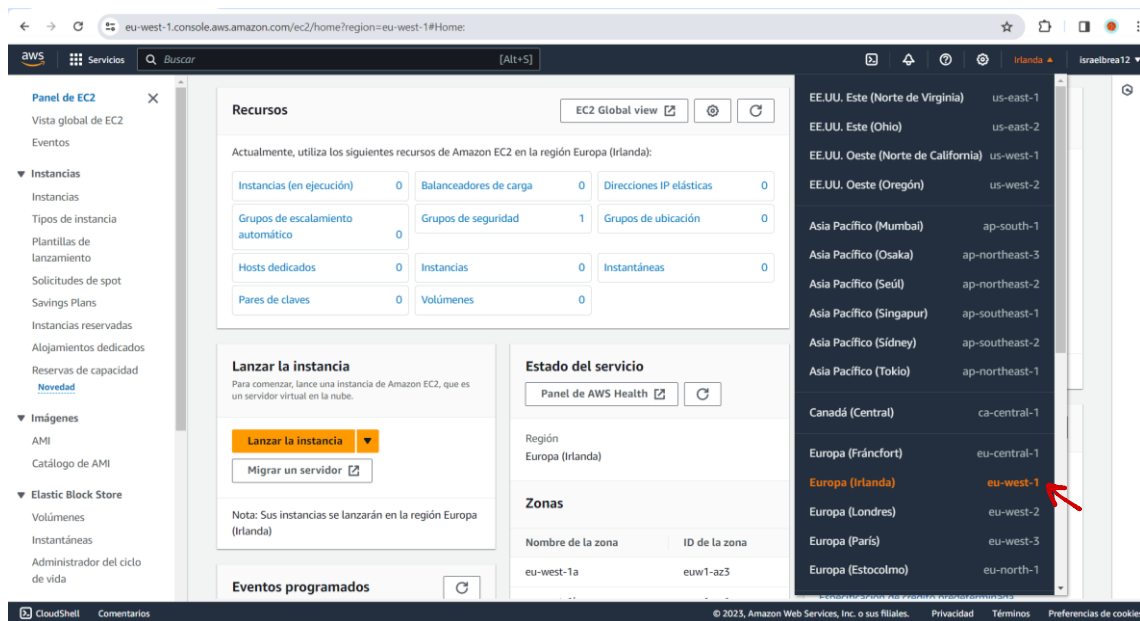 eu-west-1.console.aws.amazon.com/ec2/home?region=eu-west-1#Home:
aws
Servicios
Buscar
[Alt+S]
Irlanda
israelbrea12
Panel de EC2
Vista global de EC2
Eventos
Instancias
Instancias
Tipos de instancia
Plantillas de
lanzamiento
Solicitudes de spot
Savings Plans
Instancias reservadas
Alojamientos dedicados
Reservas de capacidad
Novedad
Imágenes
AMI
Catálogo de AMI
Elastic Block Store
Volúmenes
Instantáneas
Administrador del ciclo
de vida
Recursos
EC2 Global view
Actualmente, utiliza los siguientes recursos de Amazon EC2 en la región Europa (Irlanda):
Instancias (en ejecución) 0
Balanceadores de carga 0
Direcciones IP elásticas 0
Grupos de escalamiento
automático 0
Grupos de seguridad 1
Grupos de ubicación 0
Hosts dedicados 0
Instancias 0
Instantáneas 0
Pares de claves 0
Volúmenes 0
Lanzar la instancia
Para comenzar, lance una instancia de Amazon EC2, que es
un servidor virtual en la nube.
Lanzar la instancia
Migrar un servidor
Nota: Sus instancias se lanzarán en la región Europa
(Irlanda)
Eventos programados
Estado del servicio
Panel de AWS Health
Región
Europa (Irlanda)
Zonas
Nombre de la zona ID de la zona
eu-west-1a euw1-az3
EE.UU. Este (Norte de Virginia) us-east-1
EE.UU. Este (Ohio) us-east-2
EE.UU. Oeste (Norte de California) us-west-1
EE.UU. Oeste (Oregón) us-west-2
Asia Pacífico (Mumbai) ap-south-1
Asia Pacífico (Osaka) ap-northeast-3
Asia Pacífico (Seúl) ap-northeast-2
Asia Pacífico (Singapur) ap-southeast-1
Asia Pacífico (Sídney) ap-southeast-2
Asia Pacífico (Tokio) ap-northeast-1
Canadá (Central) ca-central-1
Europa (Fráncfort) eu-central-1
Europa (Irlanda) eu-west-1
Europa (Londres) eu-west-2
Europa (París) eu-west-3
Europa (Estocolmo) eu-north-1
Especificación de crédito predeterminada
CloudShell
Comentarios
© 2023, Amazon Web Services, Inc. o sus filiales.
Privacidad
Términos
Preferencias de cookies